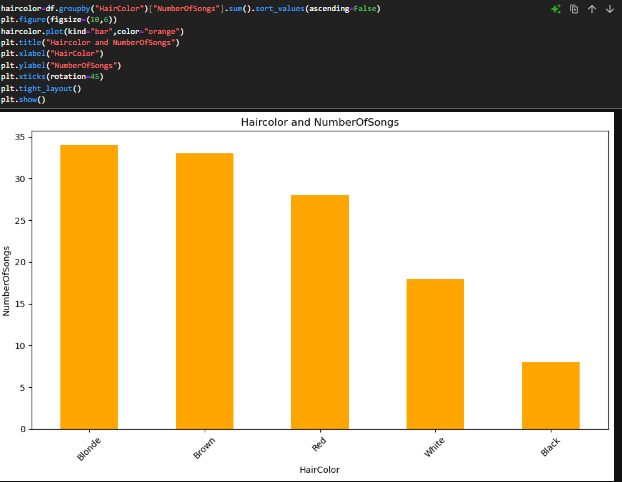 haircolor=df.groupby("HairColor")["NumberOfSongs"].sum().sort_values(ascending=False)
plt.figure(figsize=(10,6))
haircolor.plot(kind="bar",color="orange")
plt.title("Haircolor and NumberOfSongs")
plt.xlabel("HairColor")
plt.ylabel("NumberOfSongs")
plt.xticks(rotation=45)
plt.tight_layout()
plt.show()
Haircolor and NumberOfSongs
35
30
25
20
15
10
5
0
NumberOfSongs
Blonde
Brown
Red
White
Black
HairColor